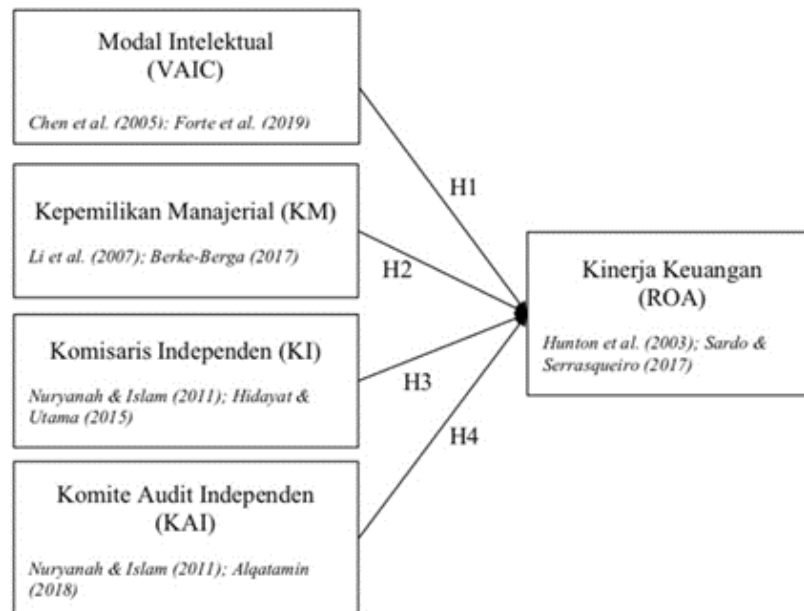 Modal Intelektual
(VAIC)
Chen et al. (2005); Forte et al. (2019)
Kepemilikan Manajerial (KM)
Li et al. (2007); Berke-Berga (2017)
Komisaris Independen (KI)
Nuryanah & Islam (2011); Hidayat &
Utama (2015)
Komite Audit Independen
(KAI)
Nuryanah & Islam (2011); Alqatamin
(2018)
H1
H2
H3
H4
Kinerja Keuangan
(ROA)
Hunton et al. (2003); Sardo &
Serrasqueiro (2017)